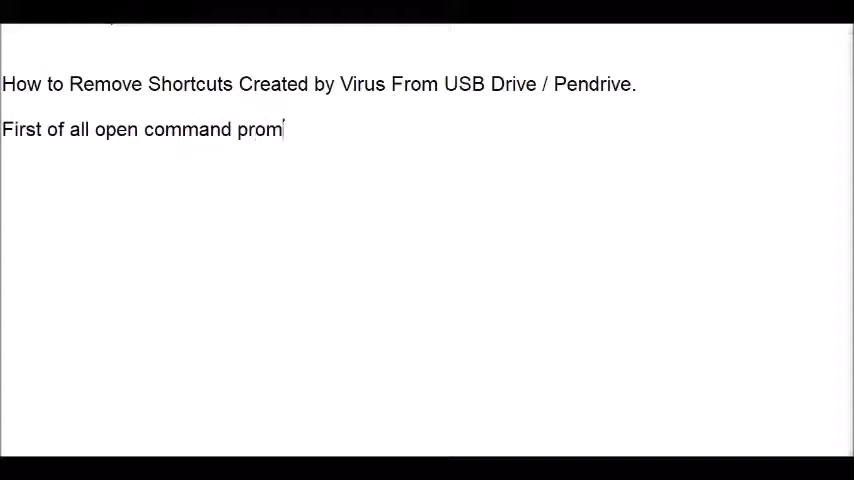 How to Remove Shortcuts Created by Virus From USB Drive / Pendrive.
First of all open command prom